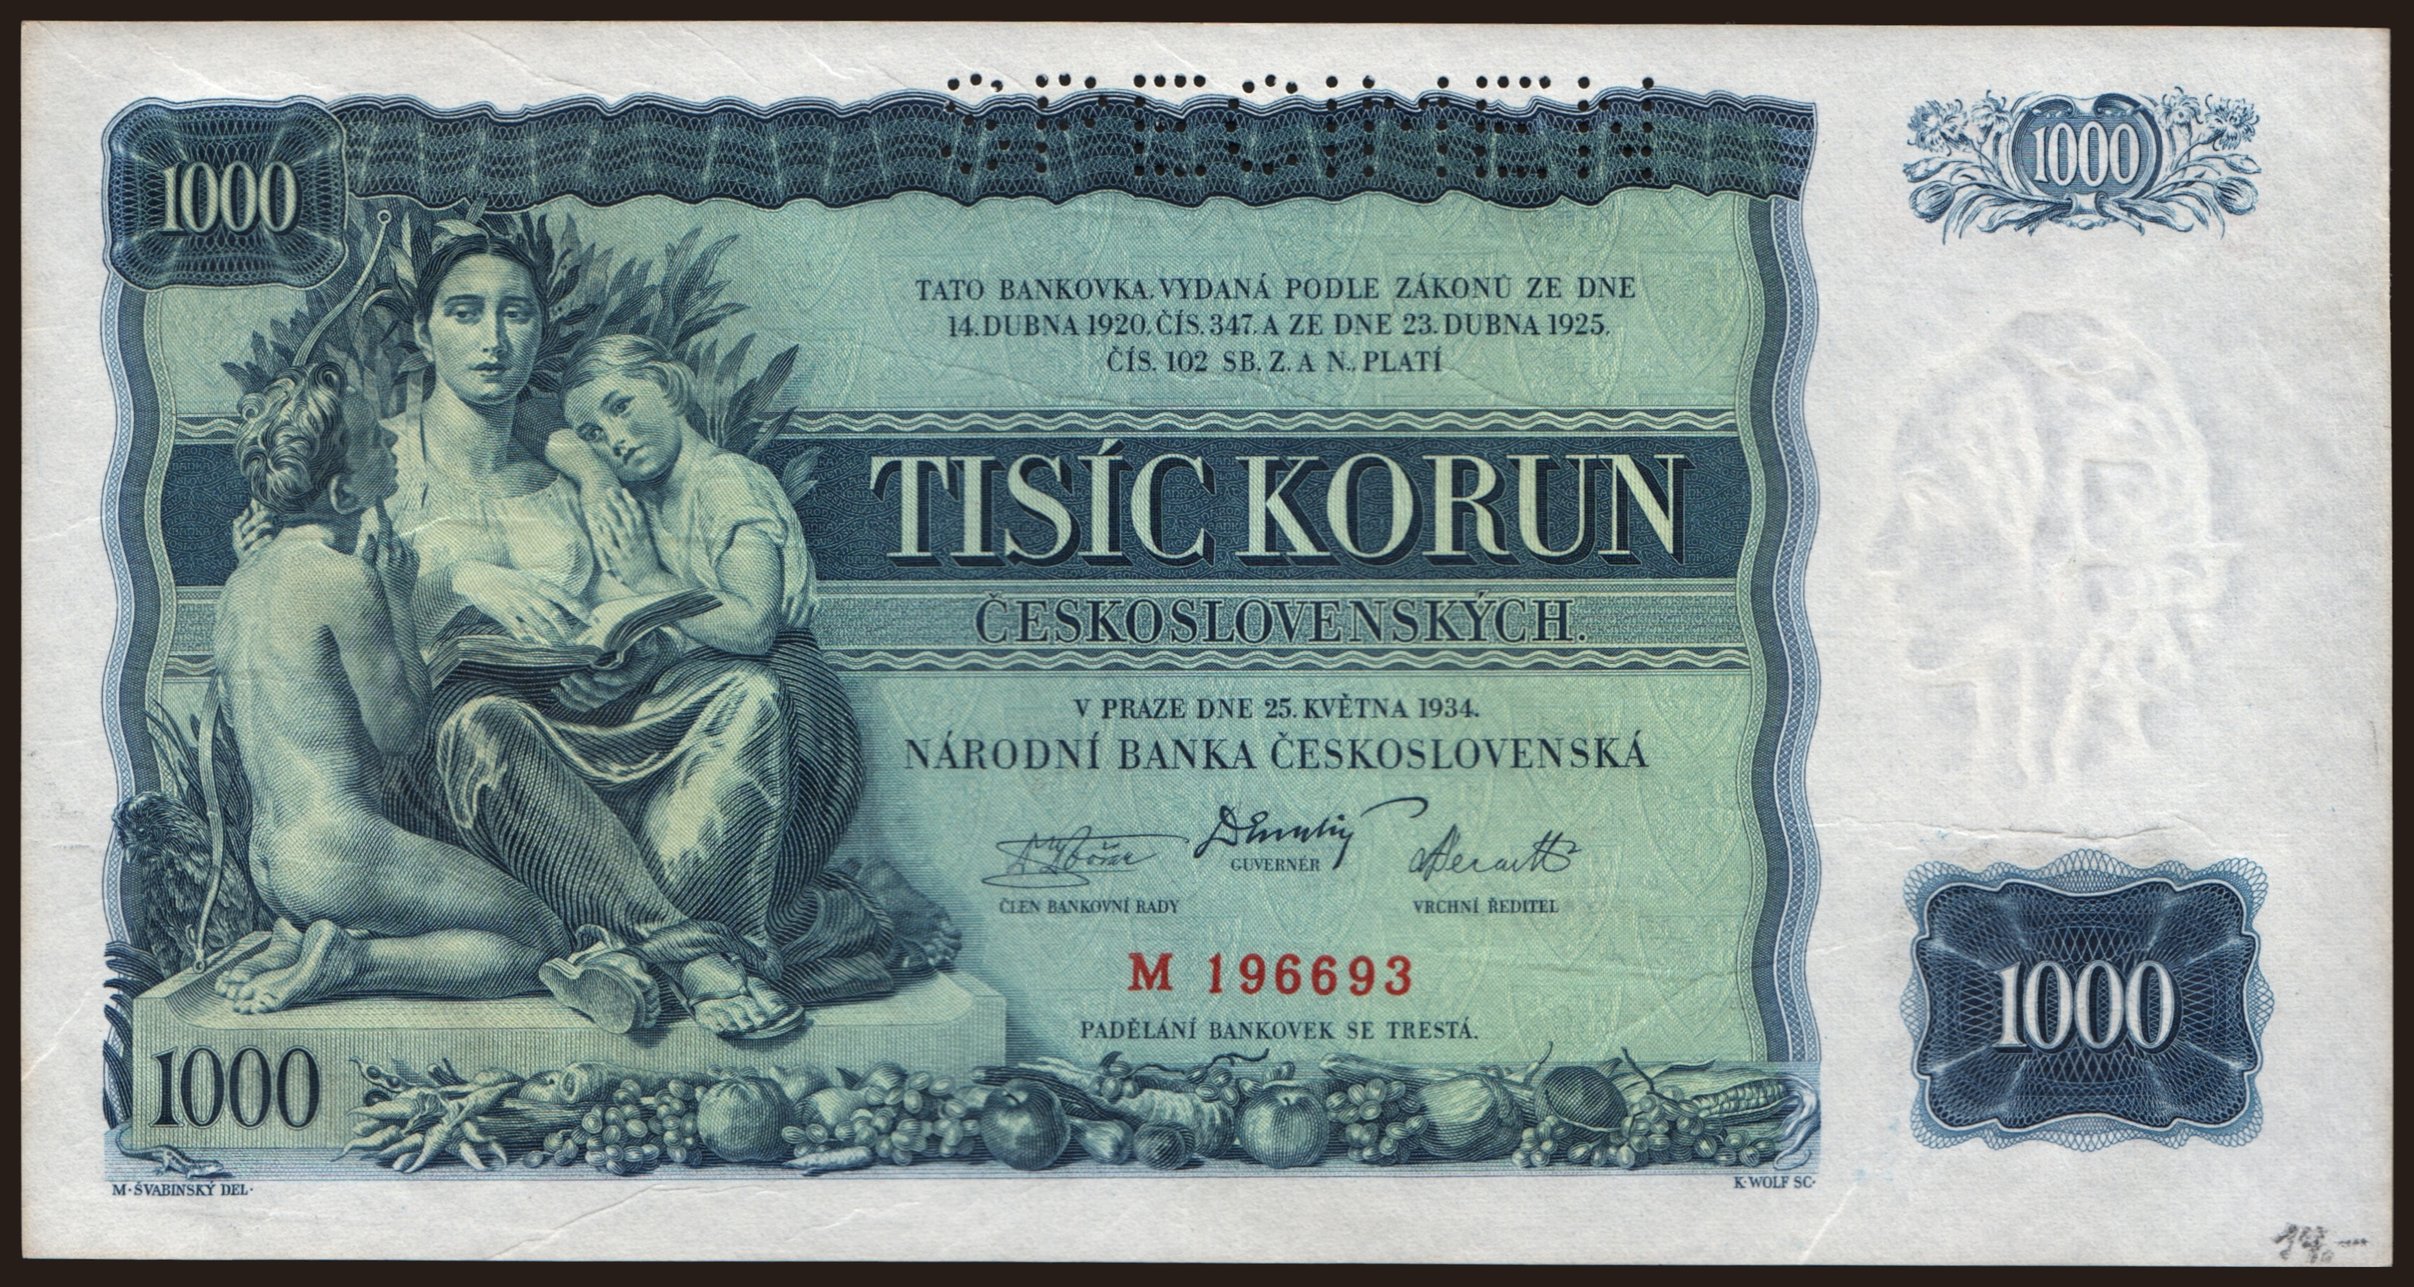 SPECIMEN
1000
1000
TATO BANKOVKA, VYDANÁ PODLE ZÁKONŮ ZE DNE
14. DUBNA 1920, ČÍS. 347. A ZE DNE 23. DUBNA 1925,
ČÍS. 102 SB. Z. A N., PLATÍ
TISÍC KORUN
ČESKOSLOVENSKÝCH.
V PRAZE DNE 25. KVĚTNA 1934.
NÁRODNÍ BANKA ČESKOSLOVENSKÁ
GUVERNÉR
ČLEN BANKOVNÍ RADY
VRCHNÍ ŘEDITEL
M 196693
PADĚLÁNÍ BANKOVEK SE TRESTÁ.
1000
1000
M·ŠVABINSKÝ DEL·
K·WOLF SC·